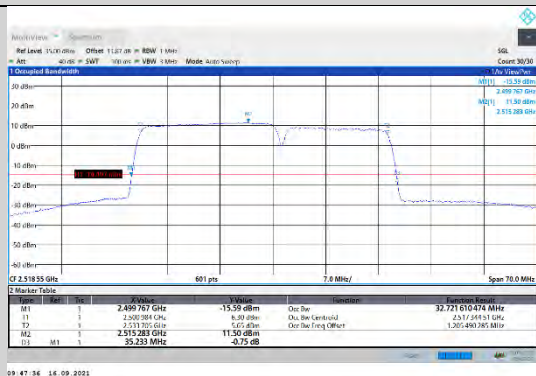 MultiView
Spectrum
Ref Level 35.00 dBm Offset 11.87 dB RBW 1 MHz SGL
Att 40 dB SWT 100 ms VBW 3 MHz Mode Auto Sweep Count 30/30
1 Occupied Bandwidth
M1[1] -15.59 dBm
2.499 767 GHz
M2[1] 11.50 dBm
2.515 283 GHz
30 dBm
20 dBm
10 dBm
0 dBm
-10 dBm
-20 dBm
-30 dBm
-40 dBm
-50 dBm
-60 dBm
CF 2.518 55 GHz 601 pts 7.0 MHz/ Span 70.0 MHz
2 Marker Table
Type Ref Trc X-Value Y-Value Function Function Result
M1 1 2.499 767 GHz -15.59 dBm Occ Bw 32.721 610 474 MHz
T1 1 2.500 984 GHz 6.30 dBm Occ Bw Centroid 2.517 344 51 GHz
T2 1 2.533 705 GHz 5.65 dBm Occ Bw Freq Offset 1.205 490 285 MHz
M2 1 2.515 283 GHz 11.50 dBm
D3 M1 1 35.233 MHz -0.75 dB
09:47:36 16.09.2021